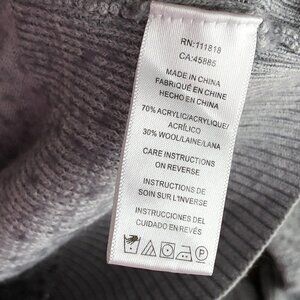 RN:111818
CA:45885
MADE IN CHINA
FABRIQUÉ EN CHINE
HECHO EN CHINA
70% ACRYLIC/ACRYLIQUE/
ACRÍLICO
30% WOOL/LAINE/LANA
CARE INSTRUCTIONS
ON REVERSE
INSTRUCTIONS DE
SOIN SUR L'INVERSE
INSTRUCCIONES DEL
CUIDADO EN REVÉS
P